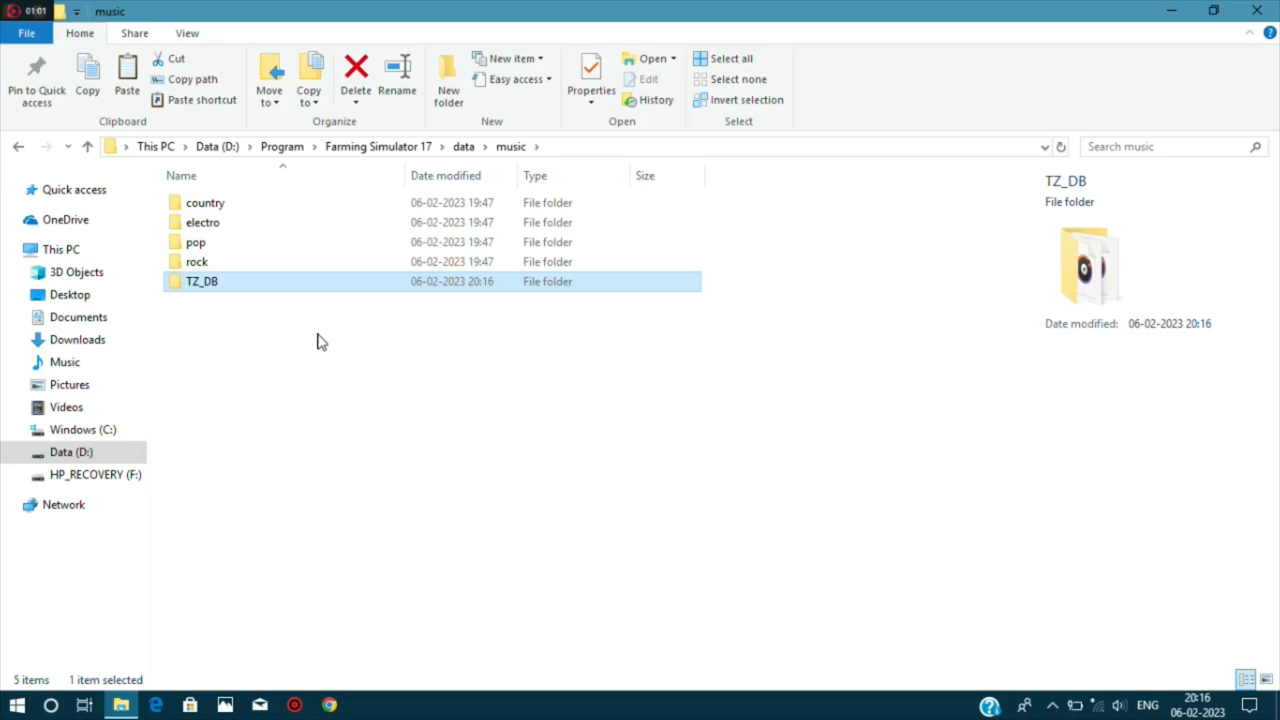 01:01 music
File Home Share View
Pin to Quick access
Copy
Paste
Cut
Copy path
Paste shortcut
Clipboard
Move to
Copy to
Delete
Rename
Organize
New folder
New item
Easy access
New
Properties
Open
Edit
History
Open
Select all
Select none
Invert selection
Select
This PC Data (D:) Program Farming Simulator 17 data music
Search music
Name Date modified Type Size
country 06-02-2023 19:47 File folder
electro 06-02-2023 19:47 File folder
pop 06-02-2023 19:47 File folder
rock 06-02-2023 19:47 File folder
TZ_DB 06-02-2023 20:16 File folder
Quick access
OneDrive
This PC
3D Objects
Desktop
Documents
Downloads
Music
Pictures
Videos
Windows (C:)
Data (D:)
HP_RECOVERY (F:)
Network
TZ_DB
File folder
Date modified: 06-02-2023 20:16
5 items 1 item selected
ENG
20:16
06-02-2023